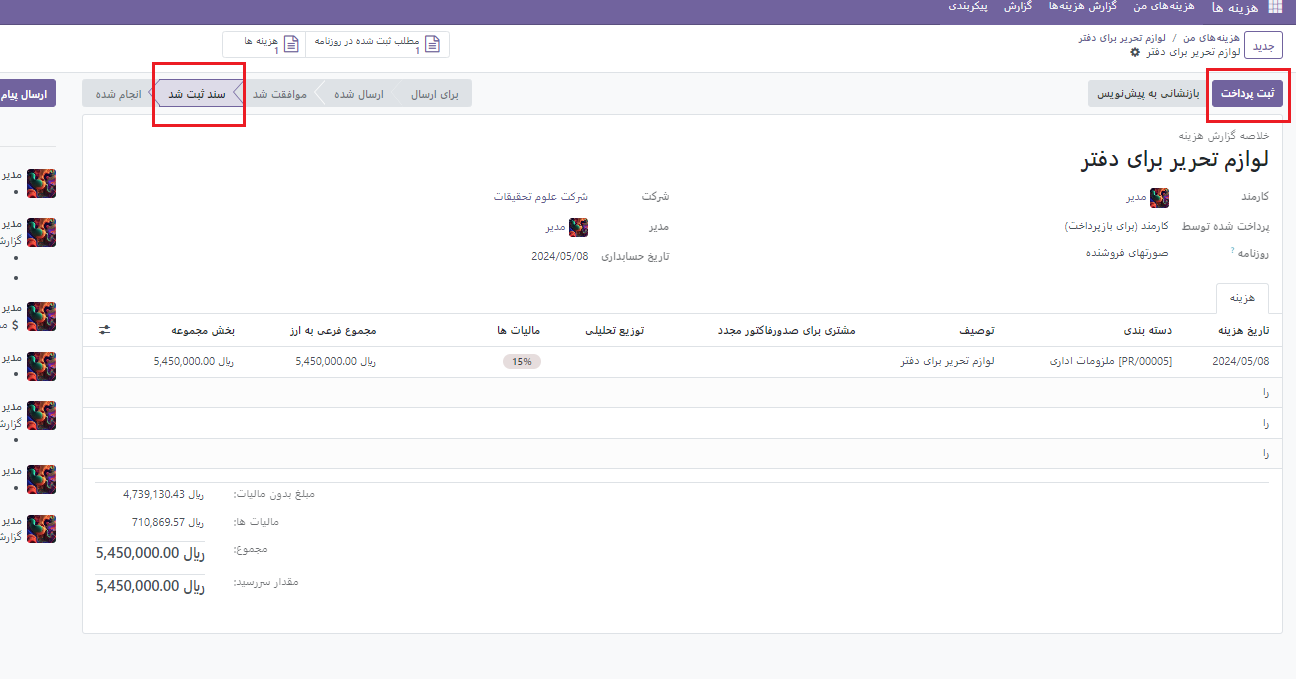 هزینه ها هزینه‌های من گزارش هزینه‌ها گزارش پیکربندی
جدید
هزینه‌های من / لوازم تحریر برای دفتر
لوازم تحریر برای دفتر
مطلب ثبت شده در روزنامه
1
هزینه ها
1
ثبت پرداخت بازنشانی به پیش‌نویس
برای ارسال ارسال شده موافقت شد سند ثبت شد انجام شده
ارسال پیام
خلاصه گزارش هزینه
لوازم تحریر برای دفتر
کارمند مدیر
پرداخت شده توسط کارمند (برای بازپرداخت)
روزنامه ? صورتهای فروشنده
شرکت شرکت علوم تحقیقات
مدیر مدیر
تاریخ حسابداری 2024/05/08
هزینه
تاریخ هزینه دسته بندی توصیف مشتری برای صدورفاکتور مجدد توزیع تحلیلی مالیات ها مجموع فرعی به ارز بخش مجموعه
2024/05/08 [PR/00005] ملزومات اداری لوازم تحریر برای دفتر 15% ریال 5,450,000.00 ریال 5,450,000.00
را
را
را
مبلغ بدون مالیات: ریال 4,739,130.43
مالیات ها: ریال 710,869.57
مجموع: ریال 5,450,000.00
مقدار سررسید: ریال 5,450,000.00
مدیر
مدیر
مدیر
$
مدیر
مدیر
مدیر
مدیر